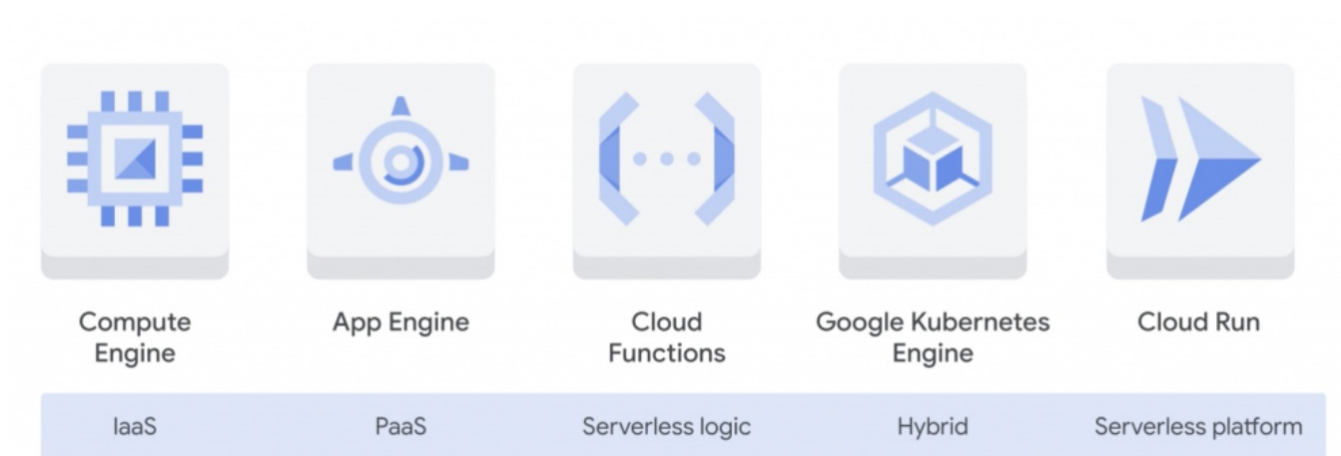 Compute
Engine
App Engine
Cloud
Functions
Google Kubernetes
Engine
Cloud Run
IaaS
PaaS
Serverless logic
Hybrid
Serverless platform